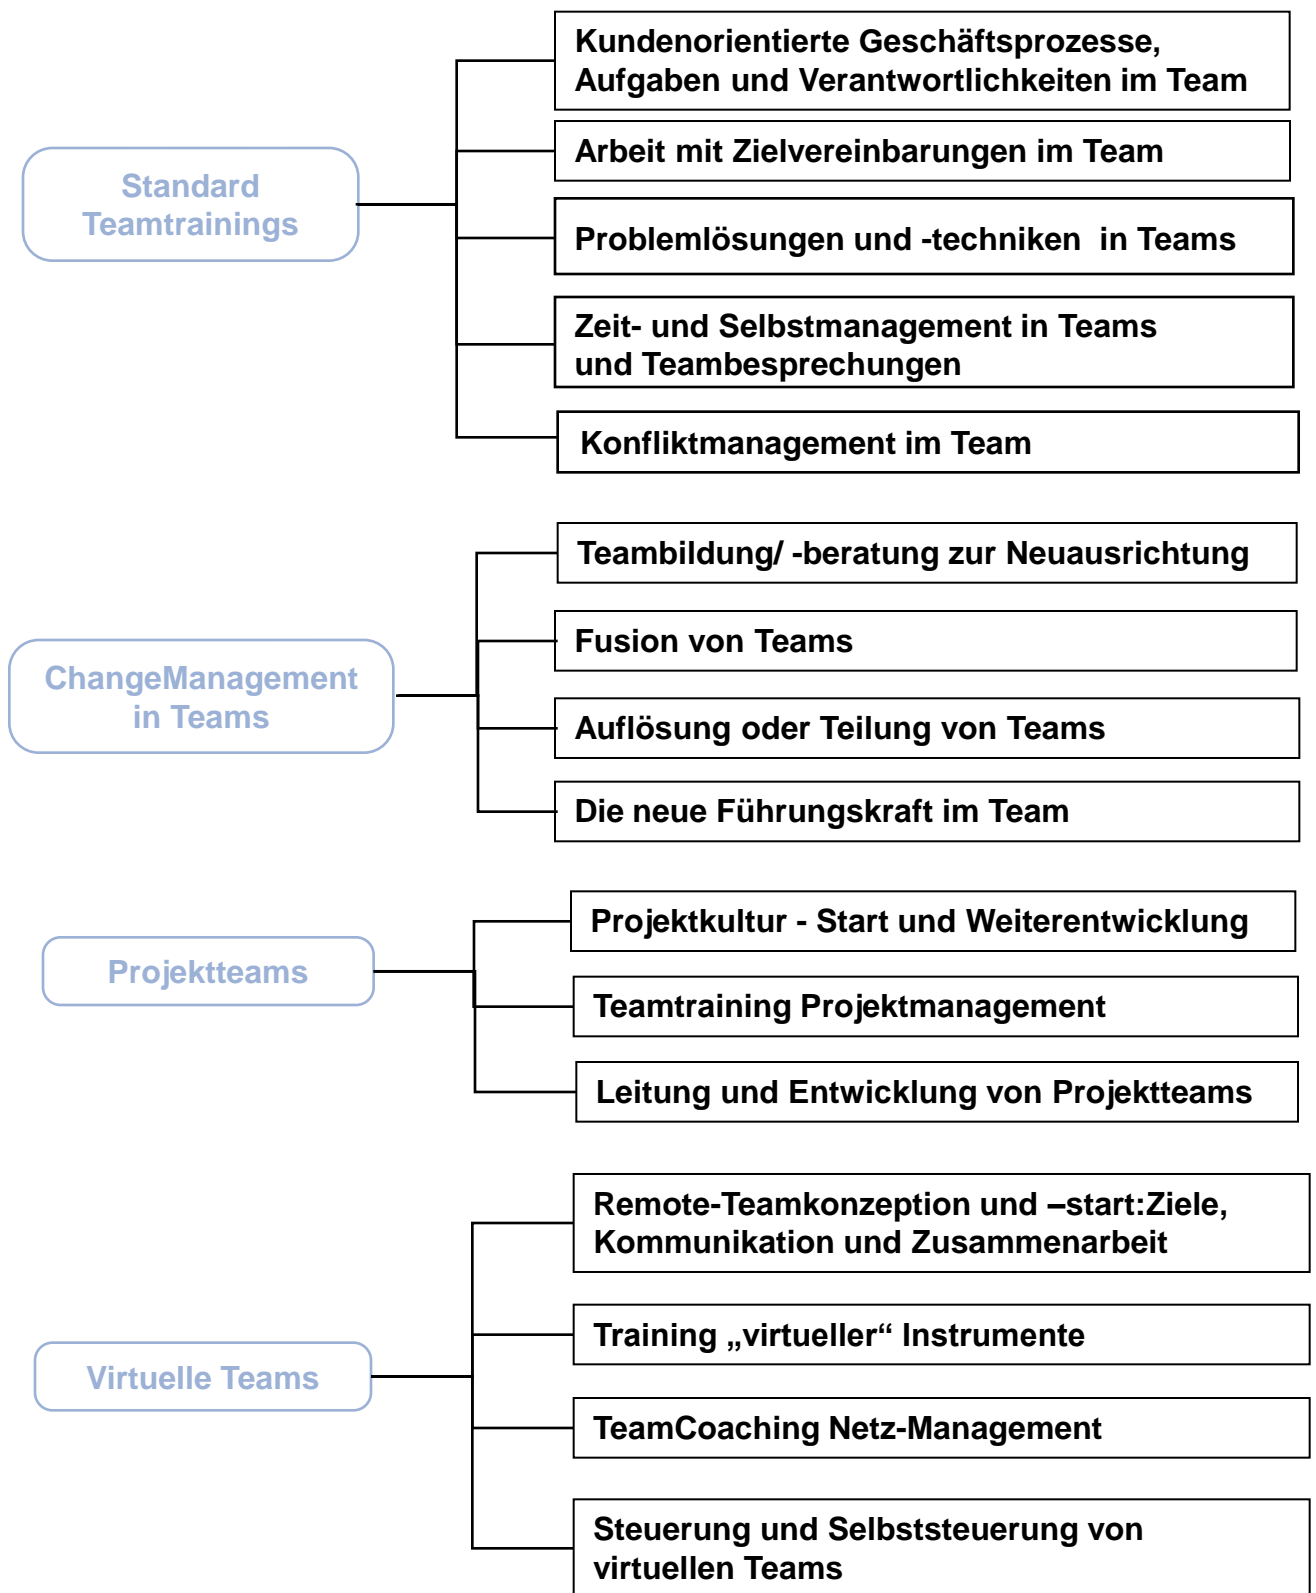 Standard
Teamtrainings
Kundenorientierte Geschäftsprozesse,
Aufgaben und Verantwortlichkeiten im Team
Arbeit mit Zielvereinbarungen im Team
Problemlösungen und -techniken  in Teams
Zeit- und Selbstmanagement in Teams
und Teambesprechungen
Konfliktmanagement im Team
ChangeManagement
in Teams
Teambildung/ -beratung zur Neuausrichtung
Fusion von Teams
Auflösung oder Teilung von Teams
Die neue Führungskraft im Team
Projektteams
Projektkultur - Start und Weiterentwicklung
Teamtraining Projektmanagement
Leitung und Entwicklung von Projektteams
Virtuelle Teams
Remote-Teamkonzeption und –start:Ziele,
Kommunikation und Zusammenarbeit
Training „virtueller“ Instrumente
TeamCoaching Netz-Management
Steuerung und Selbststeuerung von
virtuellen Teams